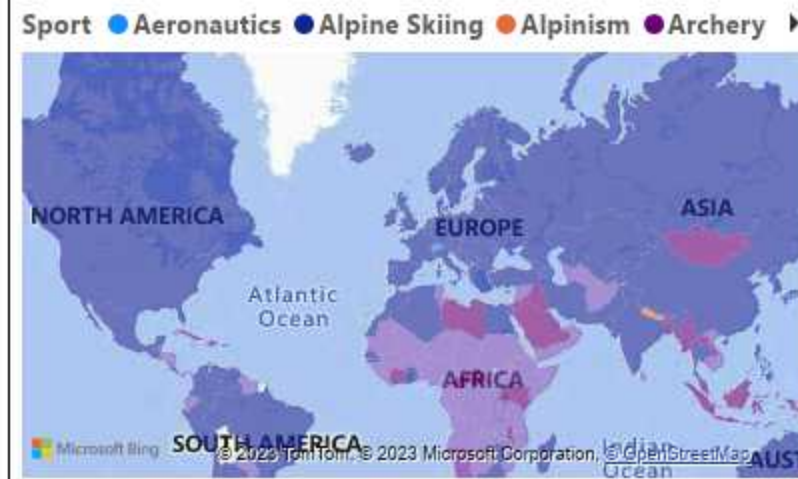 Sport Aeronautics Alpine Skiing Alpinism Archery
NORTH AMERICA
EUROPE
ASIA
Atlantic
Ocean
AFRICA
SOUTH AMERICA
Indian
Ocean
AUST
Microsoft Bing
© 2023 TomTom, © 2023 Microsoft Corporation, © OpenStreetMap